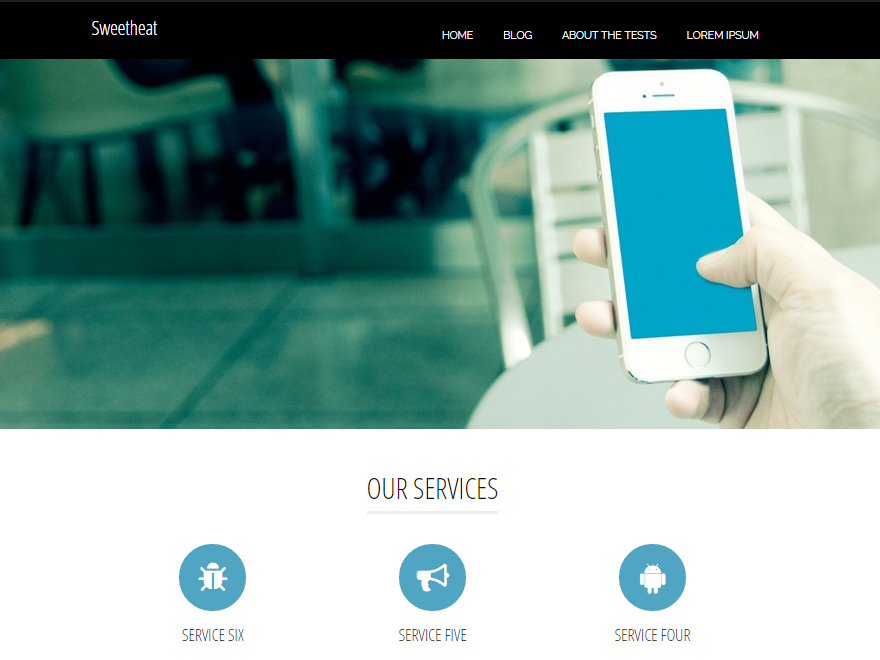 Sweetheat
HOME BLOG ABOUT THE TESTS LOREM IPSUM
OUR SERVICES
SERVICE SIX SERVICE FIVE SERVICE FOUR